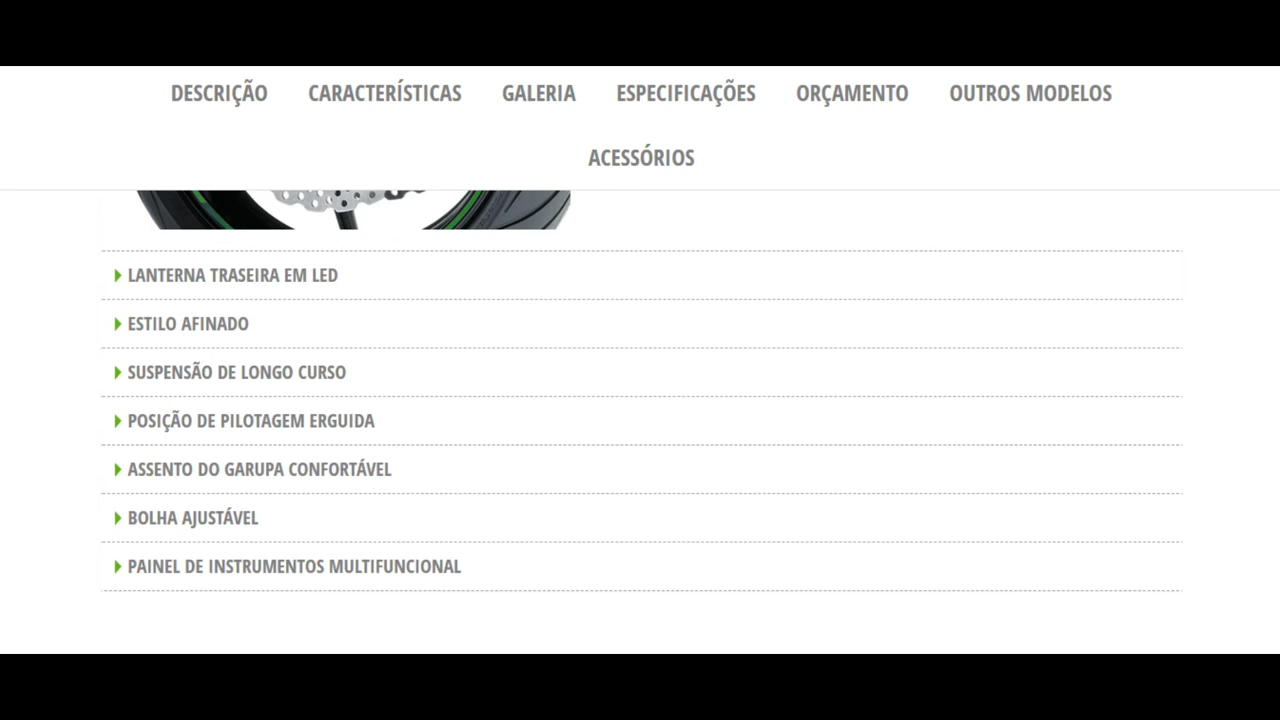 DESCRIÇÃO CARACTERÍSTICAS GALERIA ESPECIFICAÇÕES ORÇAMENTO OUTROS MODELOS
ACESSÓRIOS
LANTERNA TRASEIRA EM LED
ESTILO AFINADO
SUSPENSÃO DE LONGO CURSO
POSIÇÃO DE PILOTAGEM ERGUIDA
ASSENTO DO GARUPA CONFORTÁVEL
BOLHA AJUSTÁVEL
PAINEL DE INSTRUMENTOS MULTIFUNCIONAL